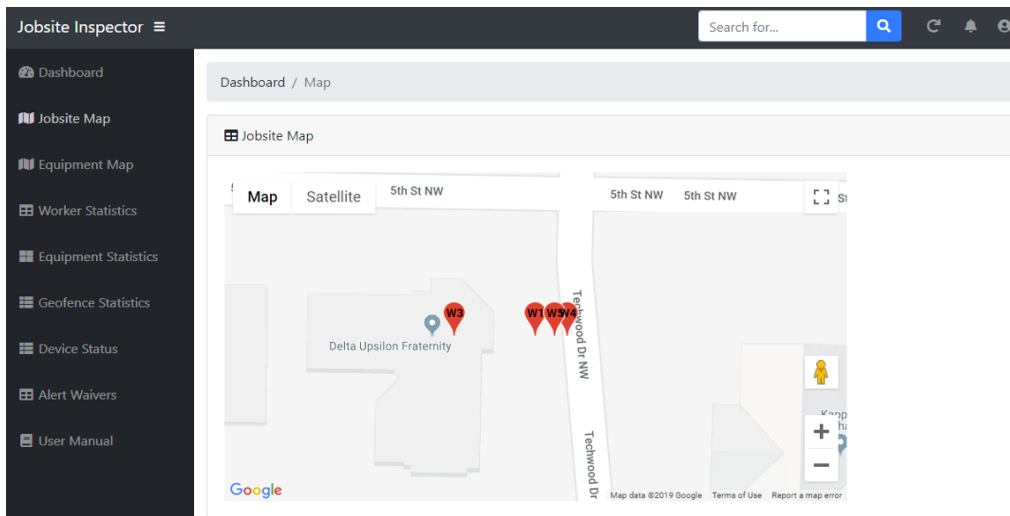 Jobsite Inspector
Search for...
Dashboard
Jobsite Map
Equipment Map
Worker Statistics
Equipment Statistics
Geofence Statistics
Device Status
Alert Waivers
User Manual
Dashboard / Map
Jobsite Map
Map
Satellite
5th St NW
5th St NW
5th St NW
W3
W1
W5
W4
Delta Upsilon Fraternity
Techwood Dr NW
Techwood Dr
Google
Map data ©2019 Google
Terms of Use
Report a map error